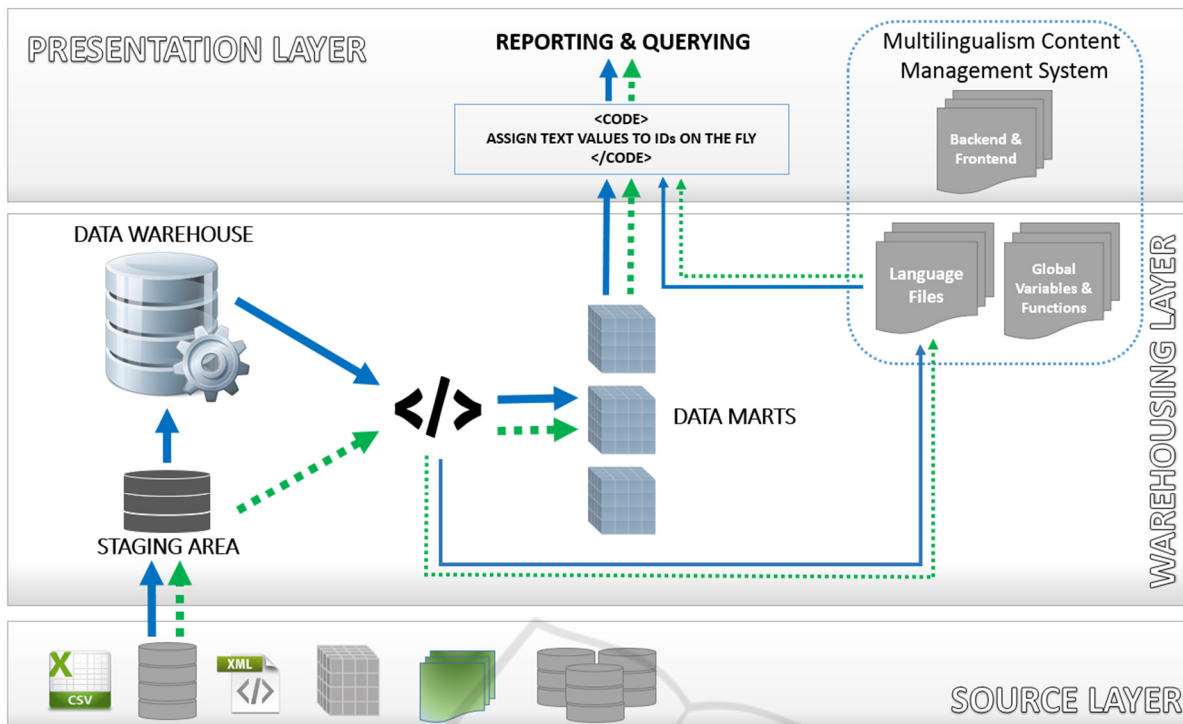 PRESENTATION LAYER
REPORTING & QUERYING
<CODE>
ASSIGN TEXT VALUES TO IDs ON THE FLY
</CODE>
Multilingualism Content
Management System
Backend &
Frontend
DATA WAREHOUSE
Language
Files
Global
Variables &
Functions
</>
DATA MARTS
STAGING AREA
WAREHOUSING LAYER
X
CSV
XML
</>
SOURCE LAYER